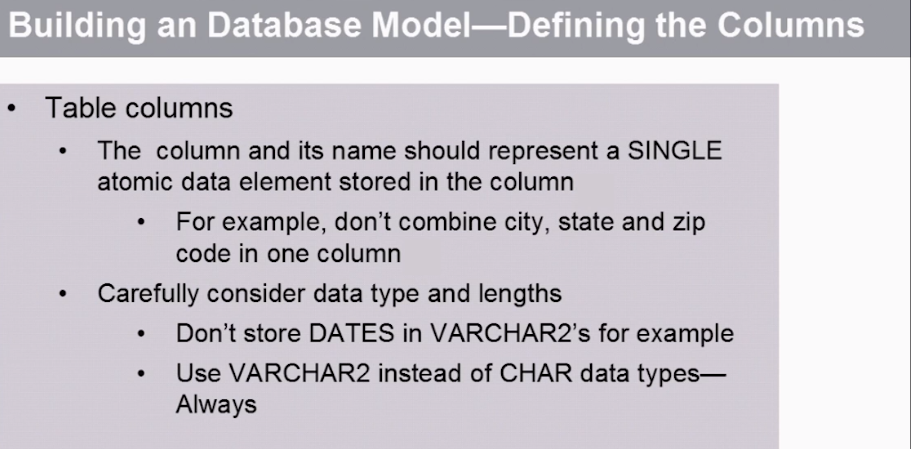 Building an Database Model—Defining the Columns
• Table columns
• The column and its name should represent a SINGLE
atomic data element stored in the column
• For example, don't combine city, state and zip
code in one column
• Carefully consider data type and lengths
• Don't store DATES in VARCHAR2's for example
• Use VARCHAR2 instead of CHAR data types—
Always